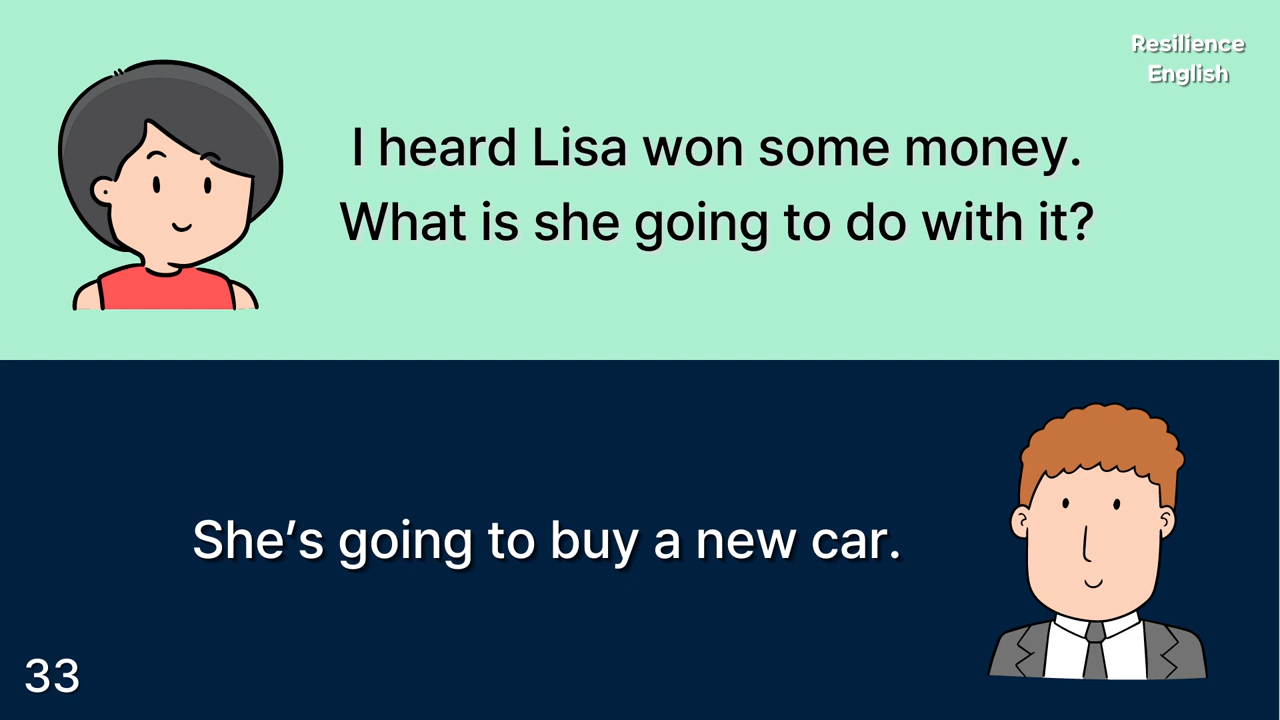 Resilience
English
I heard Lisa won some money.
What is she going to do with it?
She's going to buy a new car.
33